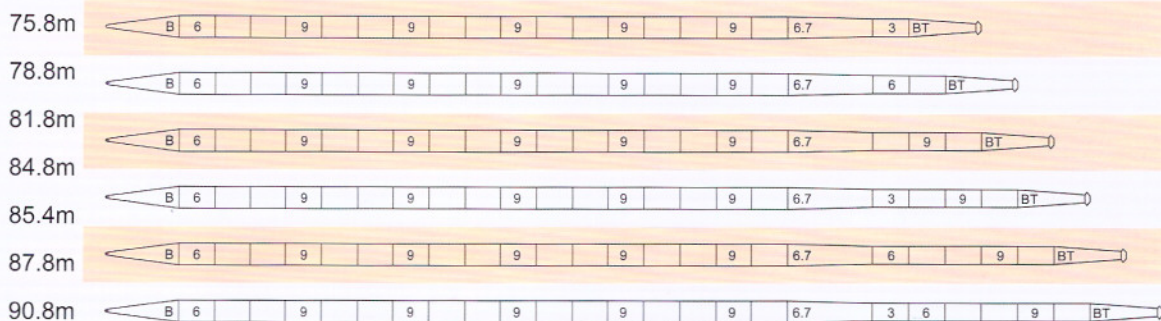 75.8m
B 6 9 9 9 9 9 6.7 3 BT
78.8m
B 6 9 9 9 9 9 6.7 6 BT
81.8m
B 6 9 9 9 9 9 6.7 9 BT
84.8m
B 6 9 9 9 9 9 6.7 3 9 BT
85.4m
87.8m
B 6 9 9 9 9 9 6.7 6 9 BT
90.8m
B 6 9 9 9 9 9 6.7 3 6 9 BT